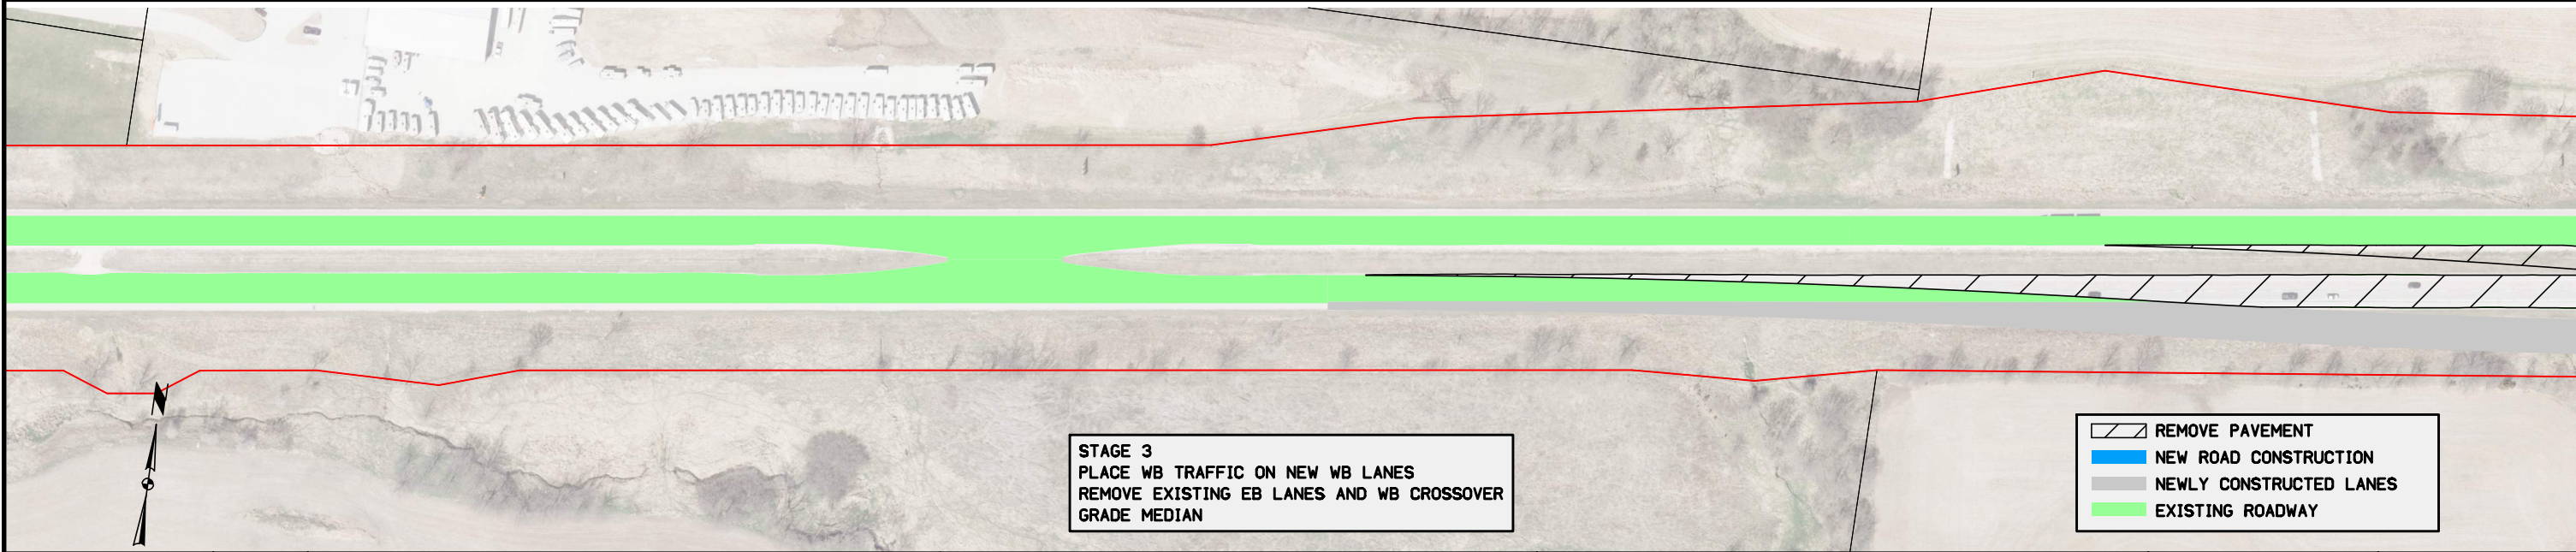 STAGE 3
PLACE WB TRAFFIC ON NEW WB LANES
REMOVE EXISTING EB LANES AND WB CROSSOVER
GRADE MEDIAN
REMOVE PAVEMENT
NEW ROAD CONSTRUCTION
NEWLY CONSTRUCTED LANES
EXISTING ROADWAY